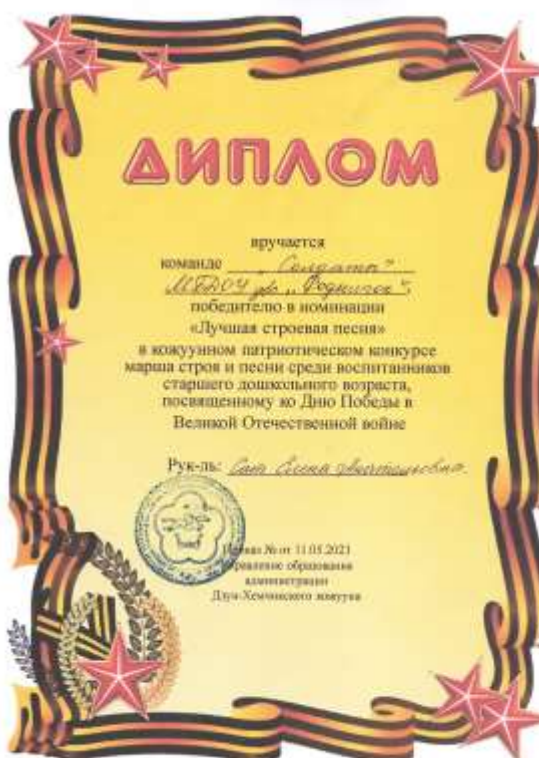 ДИПЛОМ
вручается
команде „Солдаты"
МБДОУ д/с „Родничок",
победителю в номинации
«Лучшая строевая песня»
в кожуунном патриотическом конкурсе
марша строя и песни среди воспитанников
старшего дошкольного возраста,
посвященному ко Дню Победы в
Великой Отечественной войне
Рук-ль: Елена
Приказ № от 11.05.2021
Управление образования
администрации
Дзун-Хемчикского кожууна